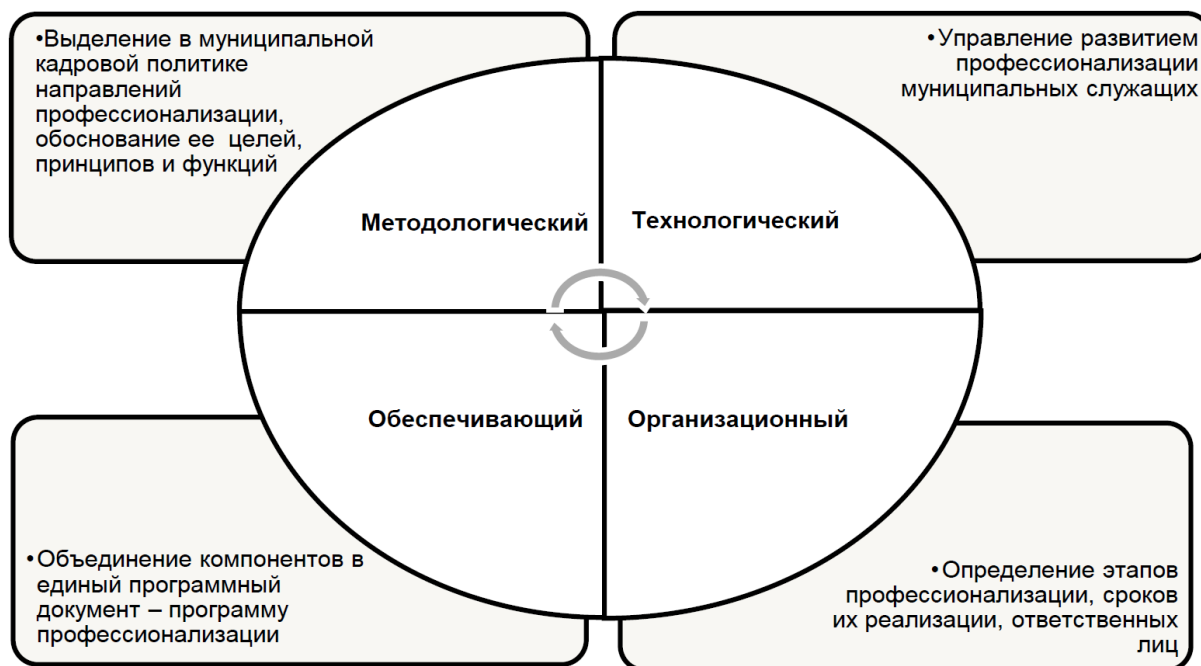 •Выделение в муниципальной
кадровой политике
направлений
профессионализации,
обоснование ее целей,
принципов и функций
•Управление развитием
профессионализации
муниципальных служащих
Методологический
Технологический
Обеспечивающий
Организационный
•Объединение компонентов в
единый программный
документ – программу
профессионализации
•Определение этапов
профессионализации, сроков
их реализации, ответственных
лиц